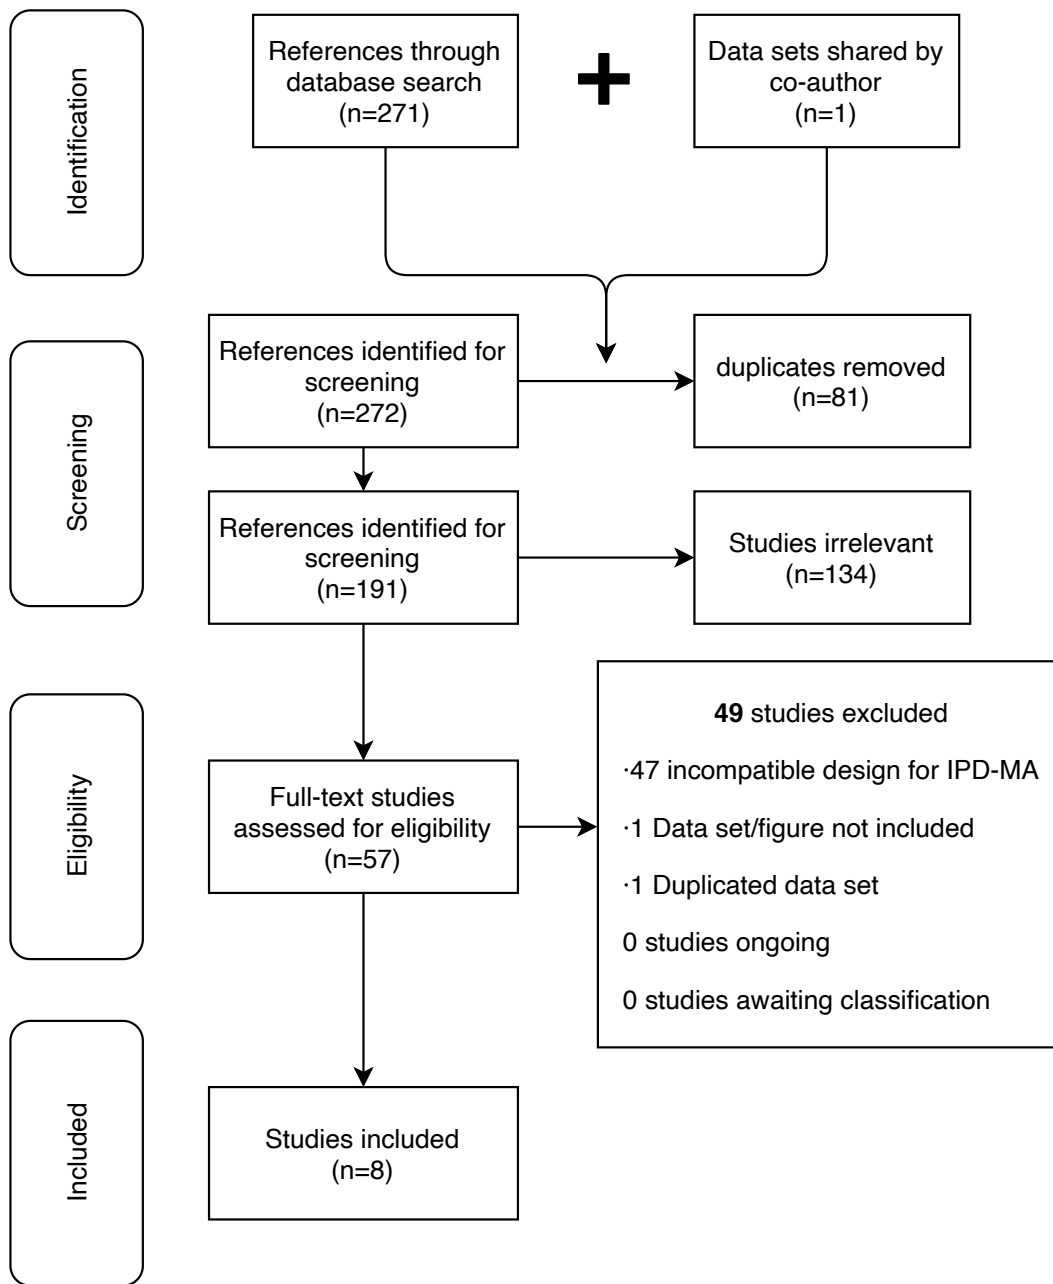 Identification
References through
database search
(n=271)
Data sets shared by
co-author
(n=1)
Screening
References identified for
screening
(n=272)
duplicates removed
(n=81)
References identified for
screening
(n=191)
Studies irrelevant
(n=134)
Eligibility
Full-text studies
assessed for eligibility
(n=57)
49 studies excluded
·47 incompatible design for IPD-MA
·1 Data set/figure not included
·1 Duplicated data set
0 studies ongoing
0 studies awaiting classification
Included
Studies included
(n=8)